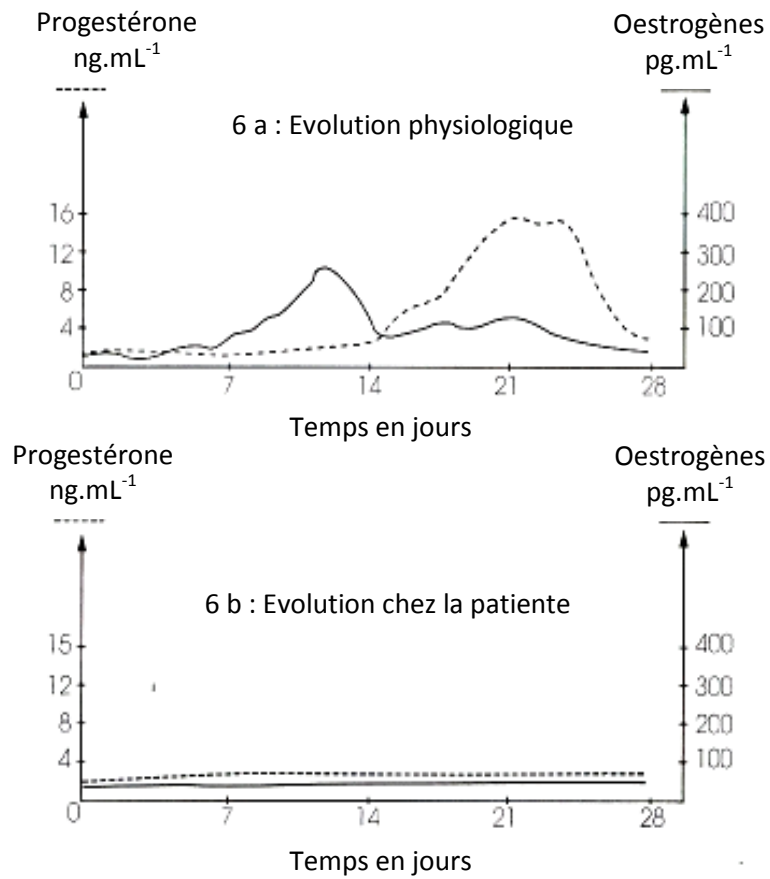 Progestérone
ng.mL-1
Oestrogènes
pg.mL-1
6 a : Evolution physiologique
16
12
8
4
0
400
300
200
100
7
14
21
28
Temps en jours
Progestérone
ng.mL-1
Oestrogènes
pg.mL-1
6 b : Evolution chez la patiente
15
12
8
4
0
400
300
200
100
7
14
21
28
Temps en jours